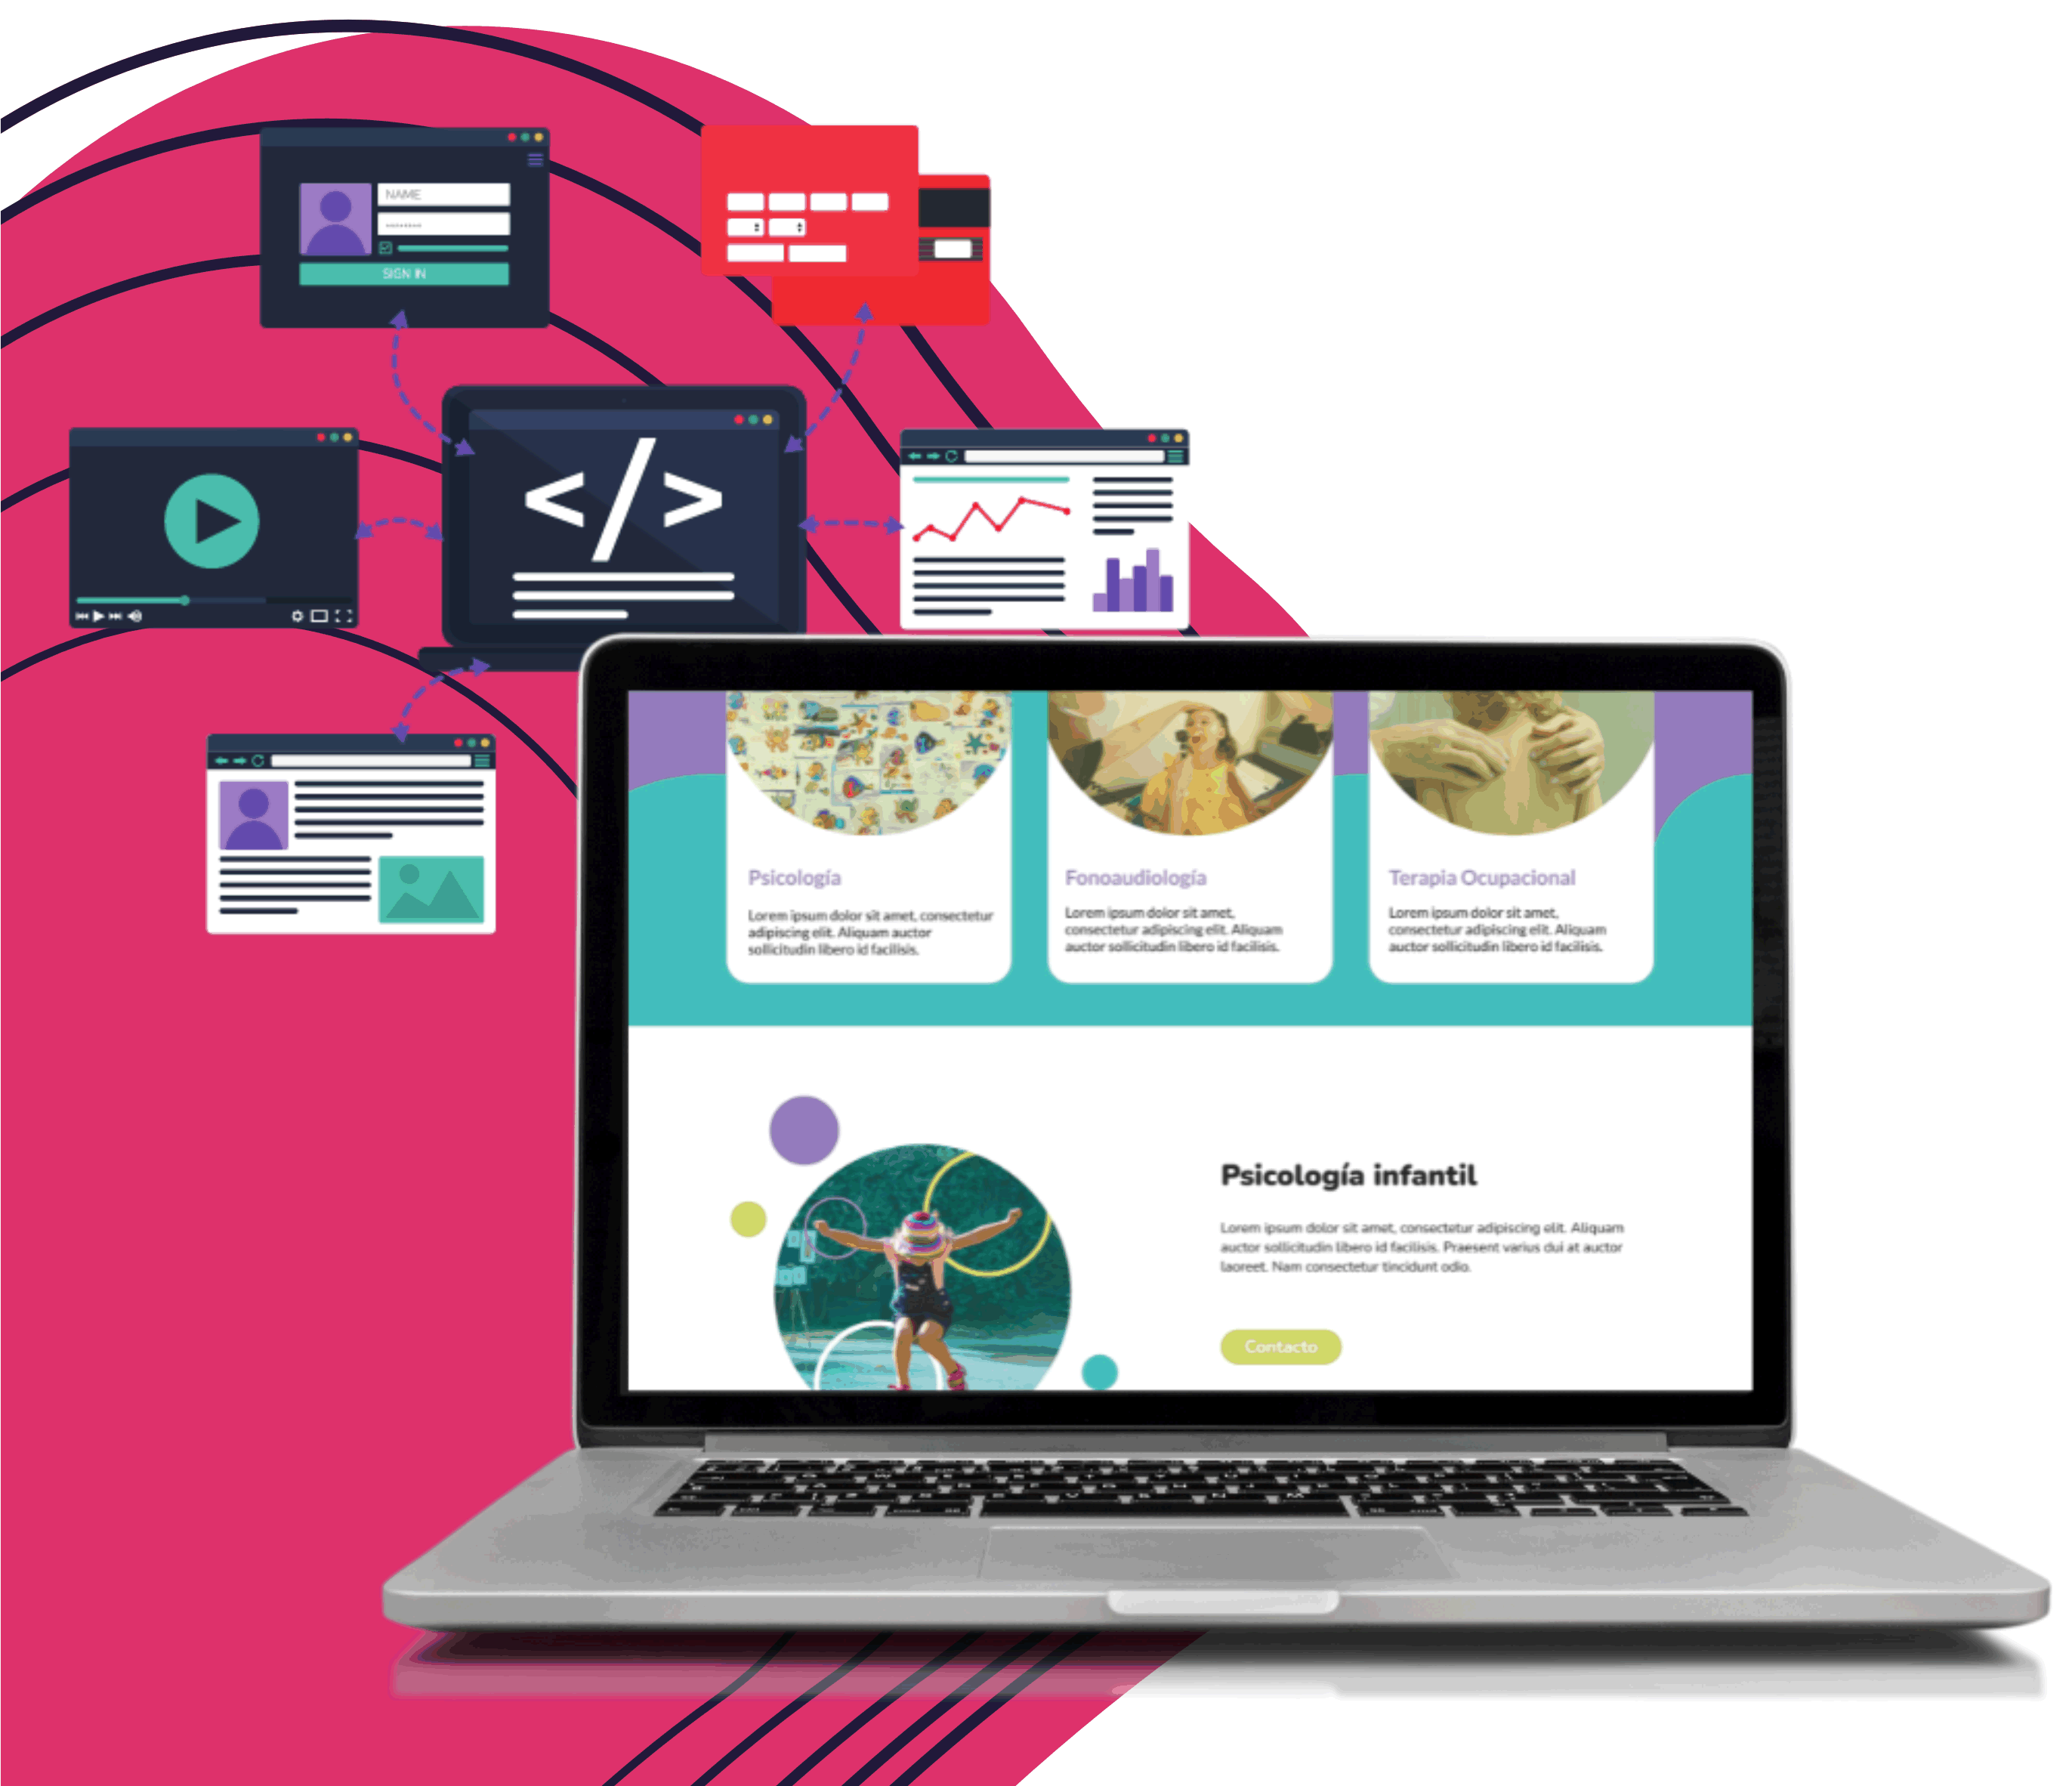 NAME
SIGN IN
</>
Psicología
Lorem ipsum dolor sit amet, consectetur
adipiscing elit. Aliquam auctor
sollicitudin libero id facilisis.
Fonoaudiología
Lorem ipsum dolor sit amet,
consectetur adipiscing elit. Aliquam
auctor sollicitudin libero id facilisis.
Terapia Ocupacional
Lorem ipsum dolor sit amet,
consectetur adipiscing elit. Aliquam
auctor sollicitudin libero id facilisis.
Psicología infantil
Lorem ipsum dolor sit amet, consectetur adipiscing elit. Aliquam
auctor sollicitudin libero id facilisis. Praesent varius dui at auctor
laoreet. Nam consectetur tincidunt odio.
Contacto